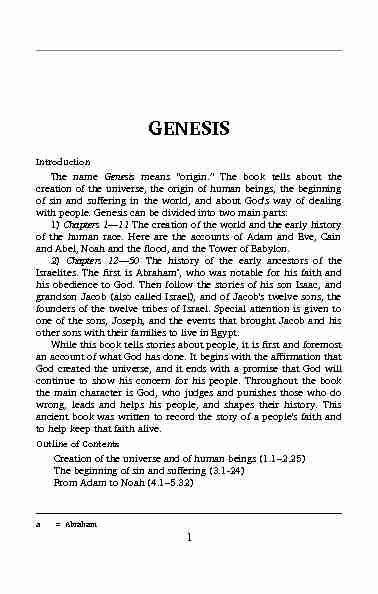 GENESIS
Introduction
The name Genesis means "origin." The book tells about the
creation of the universe, the origin of human beings, the beginning
of sin and suffering in the world, and about God's way of dealing
with people. Genesis can be divided into two main parts:
1) Chapters 1—11 The creation of the world and the early history
of the human race. Here are the accounts of Adam and Eve, Cain
and Abel, Noah and the flood, and the Tower of Babylon.
2) Chapters 12—50 The history of the early ancestors of the
Israelites. The first is Abrahamª, who was notable for his faith and
his obedience to God. Then follow the stories of his son Isaac, and
grandson Jacob (also called Israel), and of Jacob's twelve sons, the
founders of the twelve tribes of Israel. Special attention is given to
one of the sons, Joseph, and the events that brought Jacob and his
other sons with their families to live in Egypt.
While this book tells stories about people, it is first and foremost
an account of what God has done. It begins with the affirmation that
God created the universe, and it ends with a promise that God will
continue to show his concern for his people. Throughout the book
the main character is God, who judges and punishes those who do
wrong, leads and helps his people, and shapes their history. This
ancient book was written to record the story of a people's faith and
to help keep that faith alive.
Outline of Contents
Creation of the universe and of human beings (1.1–2.25)
The beginning of sin and suffering (3.1-24)
From Adam to Noah (4.1–5.32)
a = Abraham
1